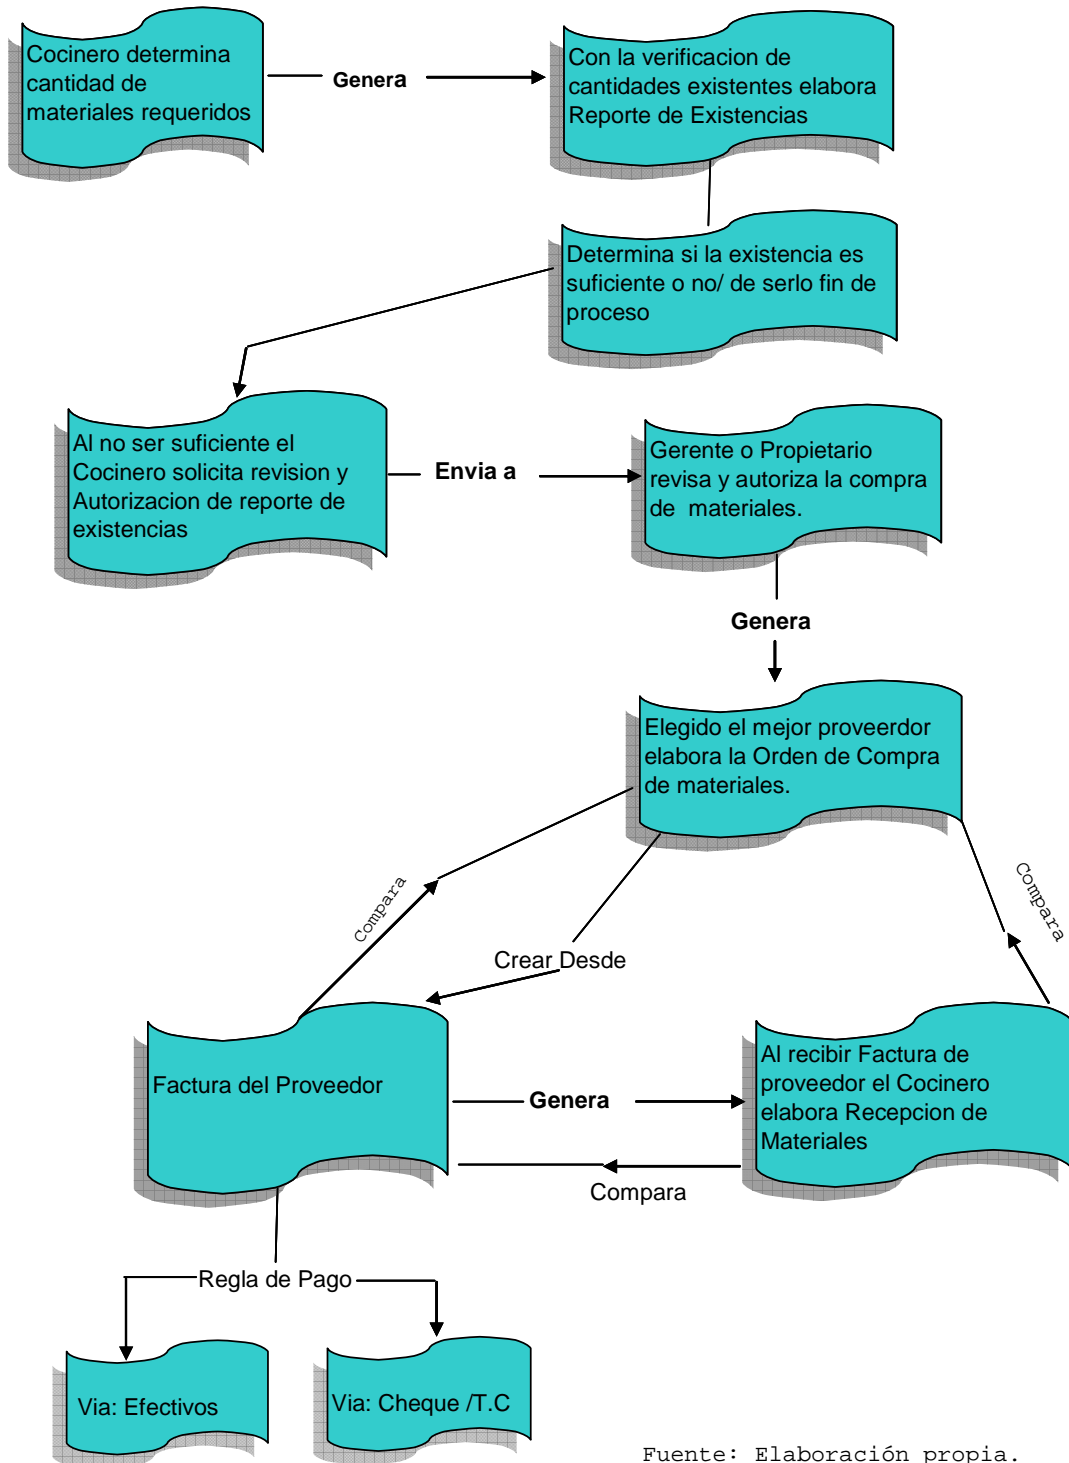 Cocinero determina
cantidad de
materiales requeridos
Genera
Con la verificacion de
cantidades existentes elabora
Reporte de Existencias
Determina si la existencia es
suficiente o no/ de serlo fin de
proceso
Al no ser suficiente el
Cocinero solicita revision y
Autorizacion de reporte de
existencias
Envia a
Gerente o Propietario
revisa y autoriza la compra
de materiales.
Genera
Elegido el mejor proveerdor
elabora la Orden de Compra
de materiales.
Compara
Compara
Crear Desde
Factura del Proveedor
Genera
Al recibir Factura de
proveedor el Cocinero
elabora Recepcion de
Materiales
Compara
Regla de Pago
Via: Efectivos
Via: Cheque /T.C
Fuente: Elaboración propia.